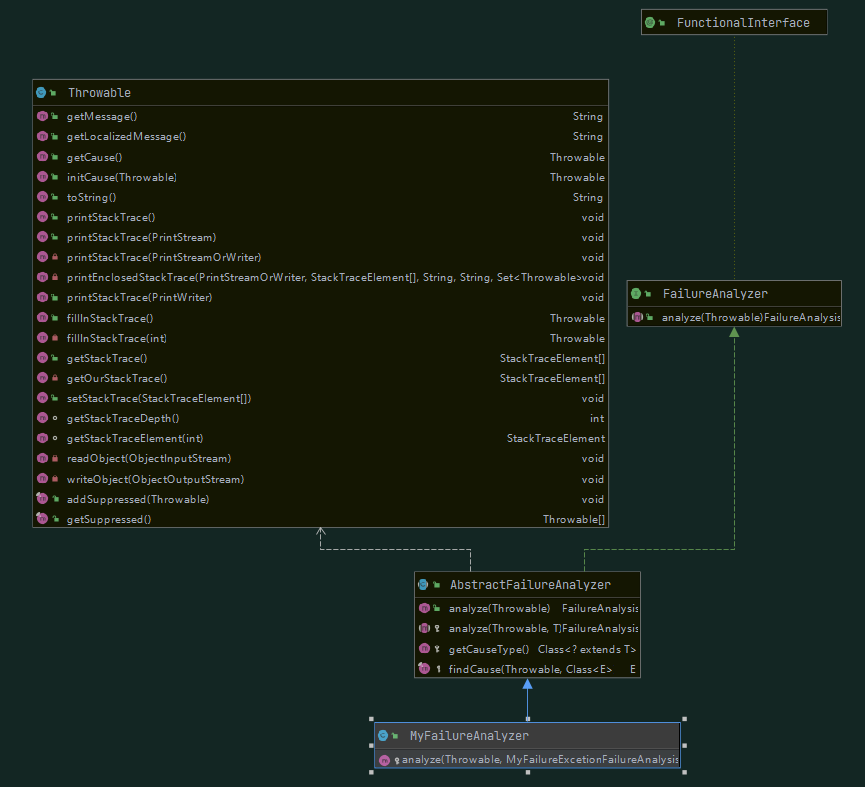 FunctionalInterface
Throwable
getMessage() String
getLocalizedMessage() String
getCause() Throwable
initCause(Throwable) Throwable
toString() String
printStackTrace() void
printStackTrace(PrintStream) void
printStackTrace(PrintStreamOrWriter) void
printEnclosedStackTrace(PrintStreamOrWriter, StackTraceElement[], String, String, Set<Throwable>void
printStackTrace(PrintWriter) void
fillInStackTrace() Throwable
fillInStackTrace(int) Throwable
getStackTrace() StackTraceElement[]
getOurStackTrace() StackTraceElement[]
setStackTrace(StackTraceElement[]) void
getStackTraceDepth() int
getStackTraceElement(int) StackTraceElement
readObject(ObjectInputStream) void
writeObject(ObjectOutputStream) void
addSuppressed(Throwable) void
getSuppressed() Throwable[]
FailureAnalyzer
analyze(Throwable)FailureAnalysis
AbstractFailureAnalyzer
analyze(Throwable) FailureAnalysis
analyze(Throwable, T)FailureAnalysis
getCauseType() Class<? extends T>
findCause(Throwable, Class<E> E
MyFailureAnalyzer
analyze(Throwable, MyFailureExcetionFailureAnalysis